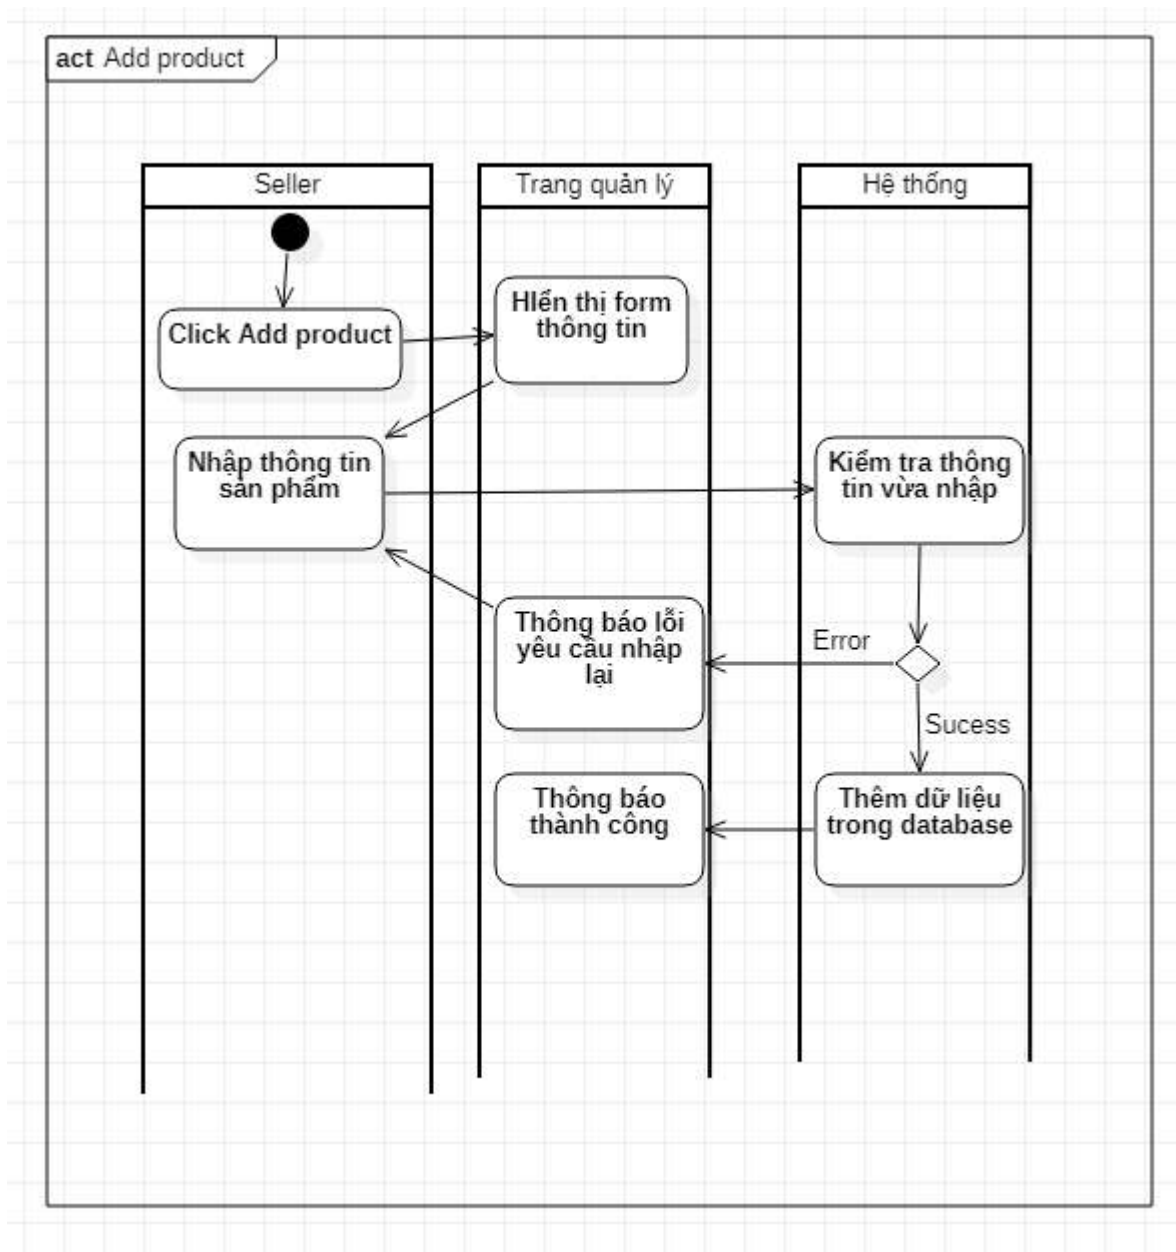 act Add product
Seller
Trang quản lý
Hệ thống
HIển thị form
thông tin
Click Add product
Nhập thông tin
sản phẩm
Kiểm tra thông
tin vừa nhập
Thông báo lỗi
yêu cầu nhập
lại
Error
Sucess
Thông báo
thành công
Thêm dữ liệu
trong database